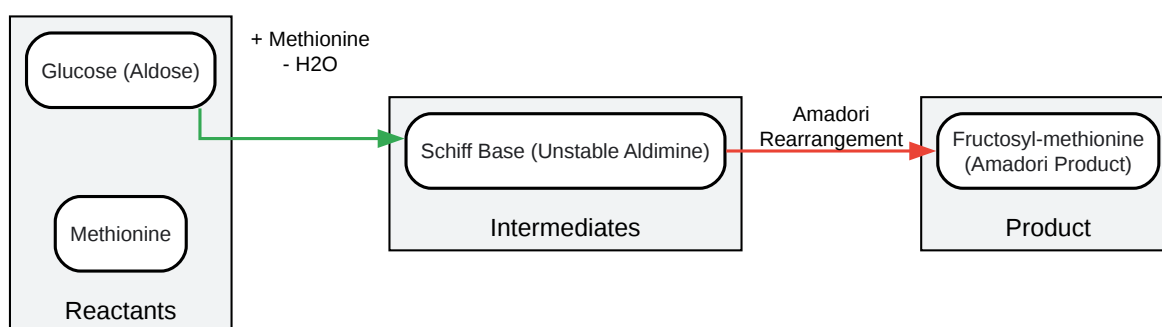 Glucose (Aldose)
Methionine
Reactants
+ Methionine
- H2O
Schiff Base (Unstable Aldimine)
Intermediates
Amadori
Rearrangement
Fructosyl-methionine
(Amadori Product)
Product